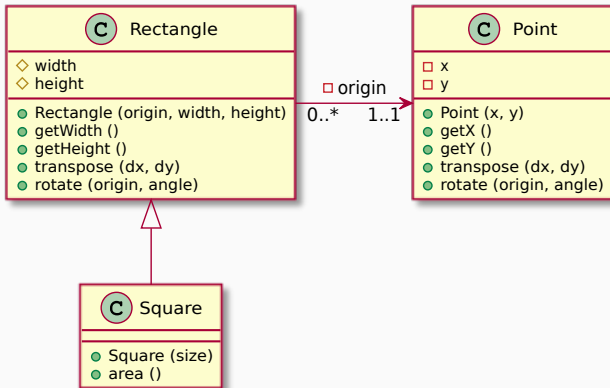 C Rectangle
width
height
Rectangle (origin, width, height)
getWidth ()
getHeight ()
transpose (dx, dy)
rotate (origin, angle)
origin
0..* 1..1
C Point
x
y
Point (x, y)
getX ()
getY ()
transpose (dx, dy)
rotate (origin, angle)
C Square
Square (size)
area ()